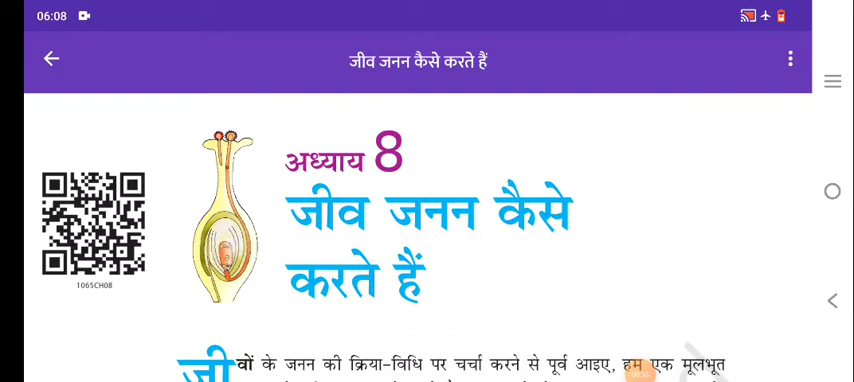 06:08
जीव जनन कैसे करते हैं
अध्याय 8
जीव जनन कैसे
करते हैं
1065CH08
जीवों के जनन की क्रिया-विधि पर चर्चा करने से पूर्व आइए, हम एक मूलभूत